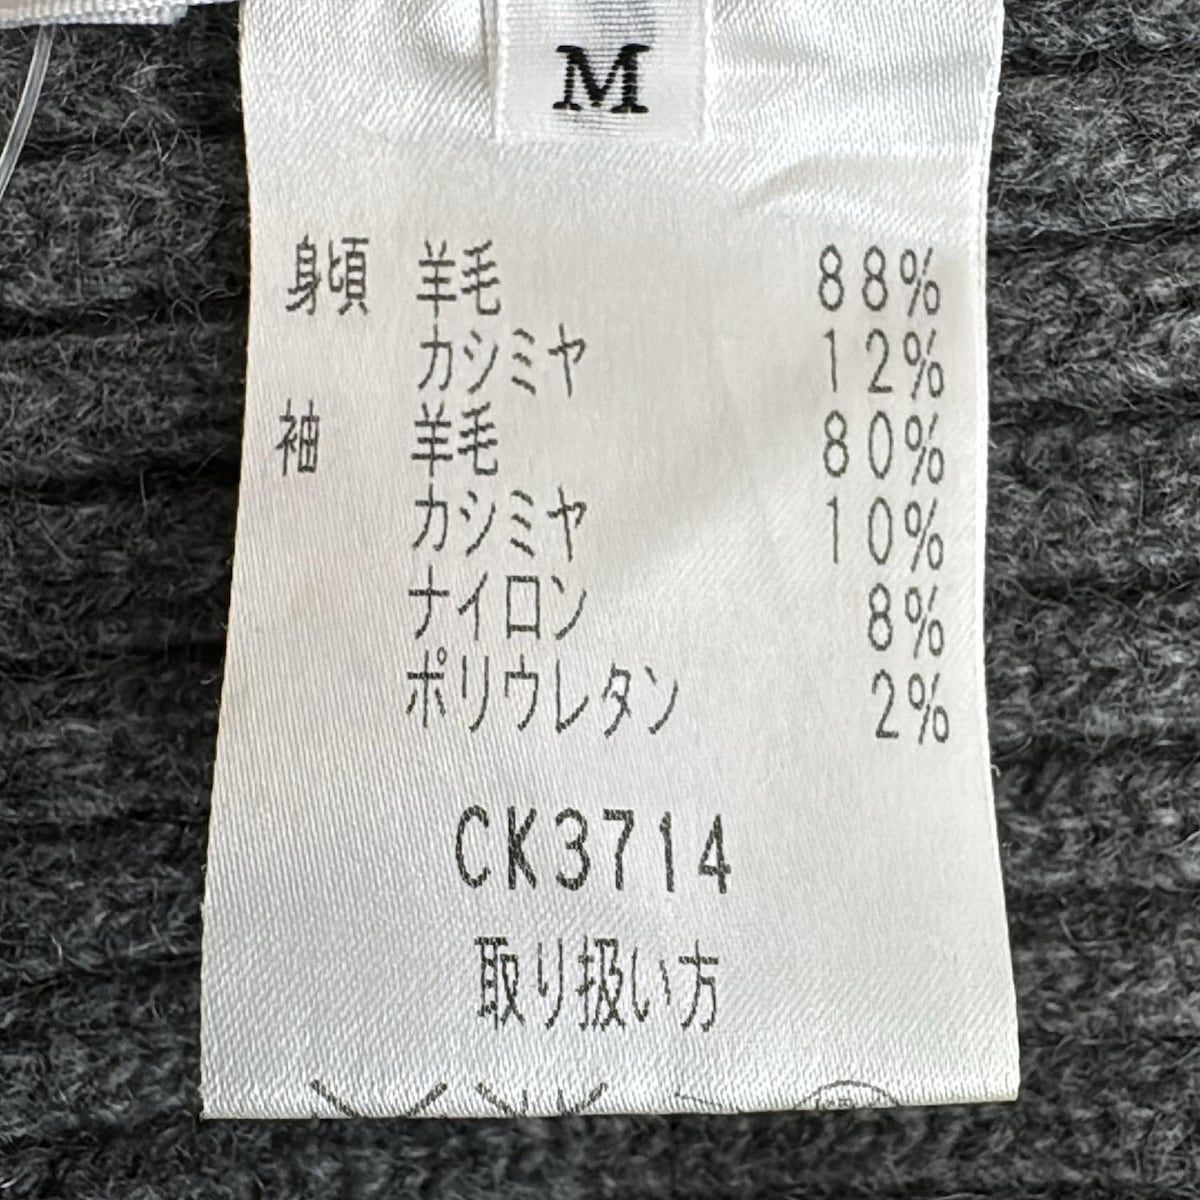 M
身頃 羊毛 88%
カシミヤ 12%
袖 羊毛 80%
カシミヤ 10%
ナイロン 8%
ポリウレタン 2%
CK3714
取り扱い方